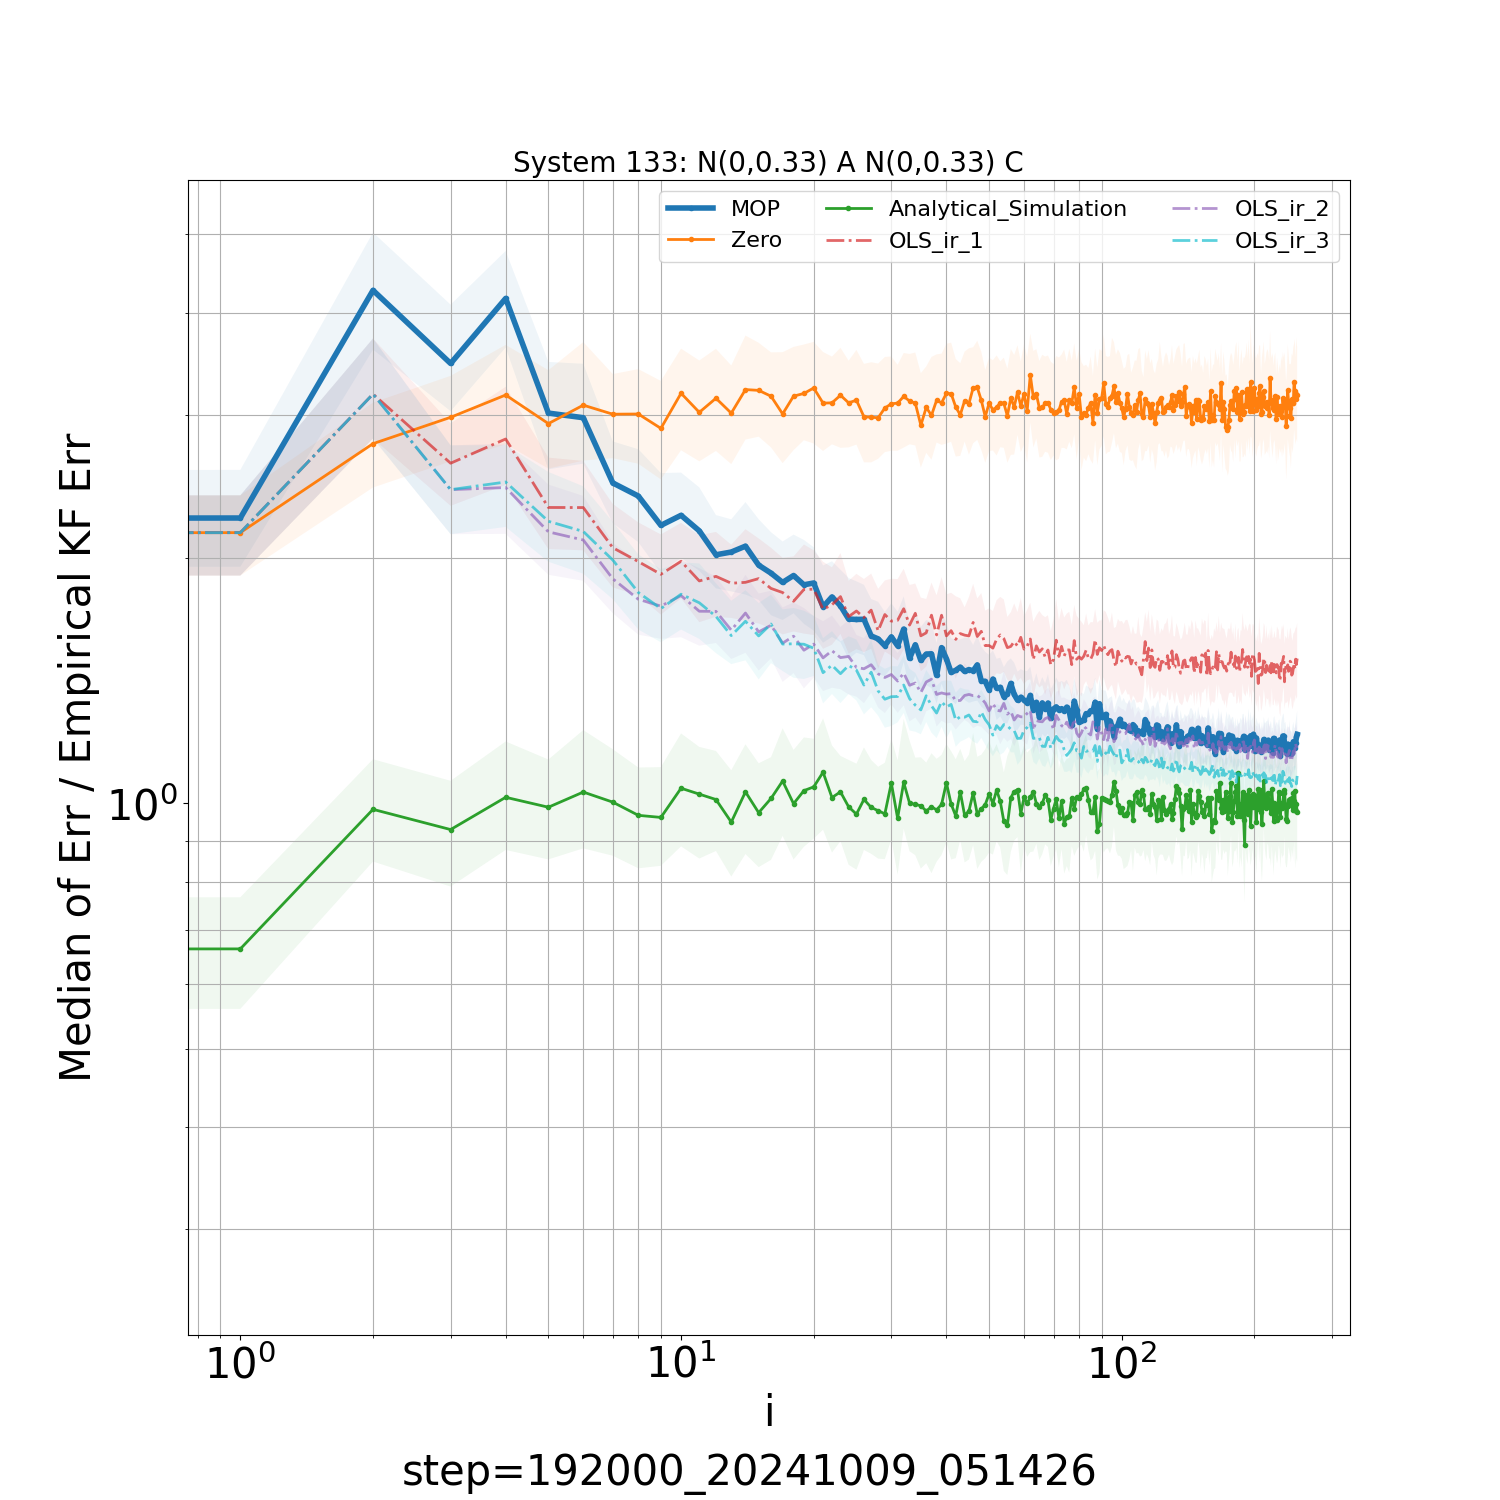 System 133: N(0,0.33) A N(0,0.33) C
MOP
Zero
Analytical_Simulation
OLS_ir_1
OLS_ir_2
OLS_ir_3
Median of Err / Empirical KF Err
10⁰
10⁰ 10¹ 10²
i
step=192000_20241009_051426